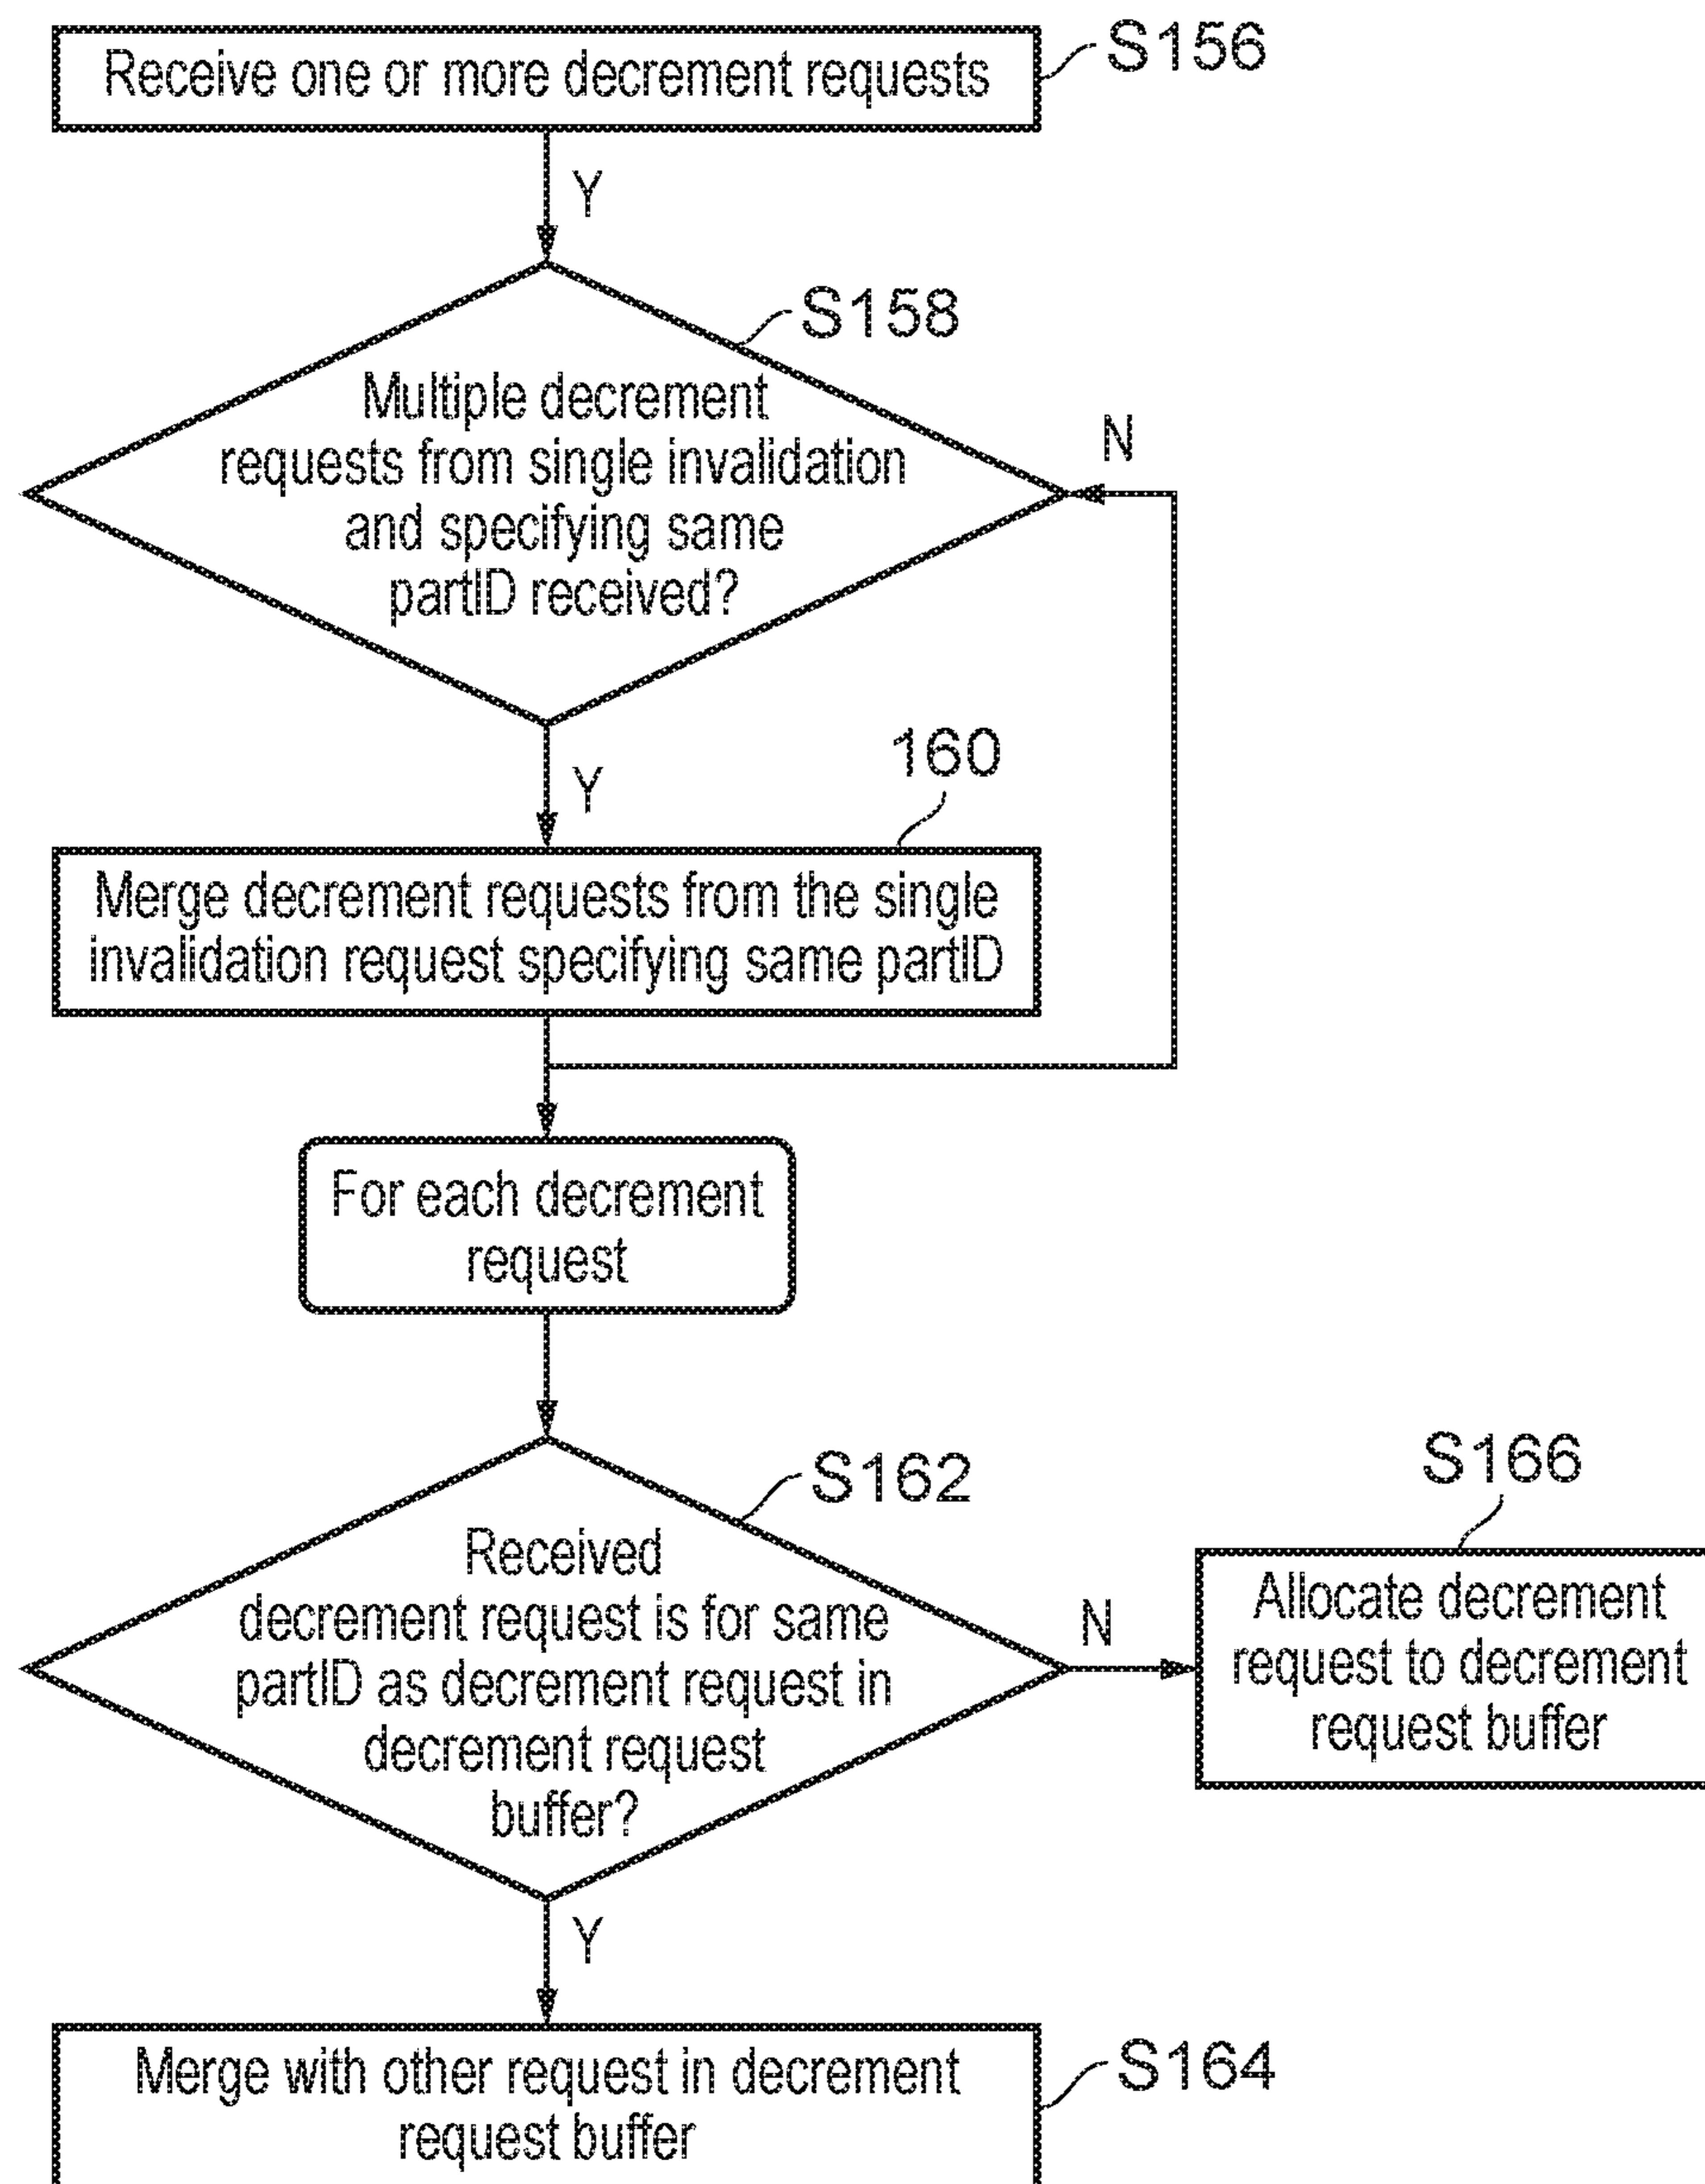 Receive one or more decrement requests
S156
Y
S158
Multiple decrement
requests from single invalidation
and specifying same
partID received?
N
Y
160
Merge decrement requests from the single
invalidation request specifying same partID
For each decrement
request
S162
Received
decrement request is for same
partID as decrement request in
decrement request
buffer?
N
S166
Allocate decrement
request to decrement
request buffer
Y
Merge with other request in decrement
request buffer
S164